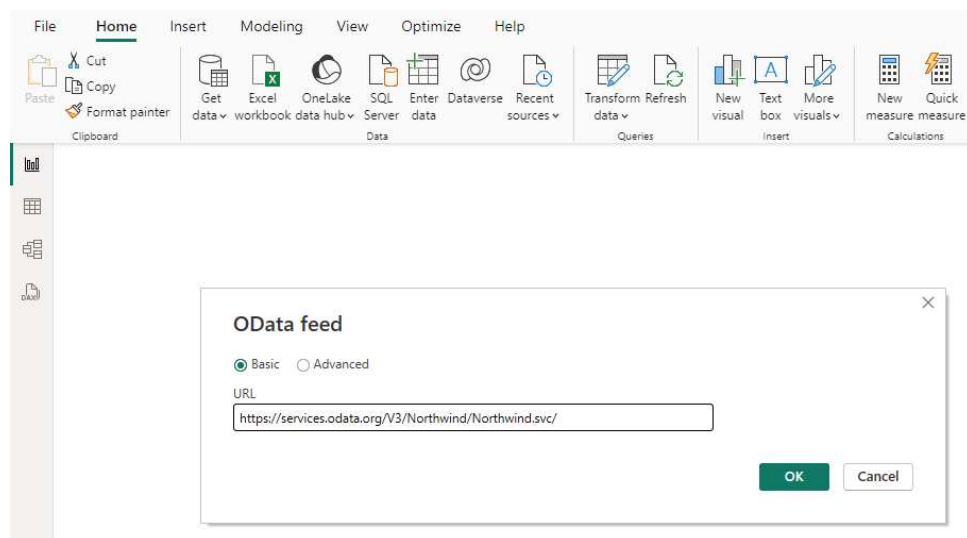 File Home Insert Modeling View Optimize Help
Paste
Cut
Copy
Format painter
Clipboard
Get data
Excel workbook
OneLake data hub
SQL Server
Enter data
Dataverse
Recent sources
Data
Transform data
Refresh
Queries
New visual
Text box
More visuals
Insert
New measure
Quick measure
Calculations
DAX
OData feed
Basic Advanced
URL
https://services.odata.org/V3/Northwind/Northwind.svc/
OK Cancel